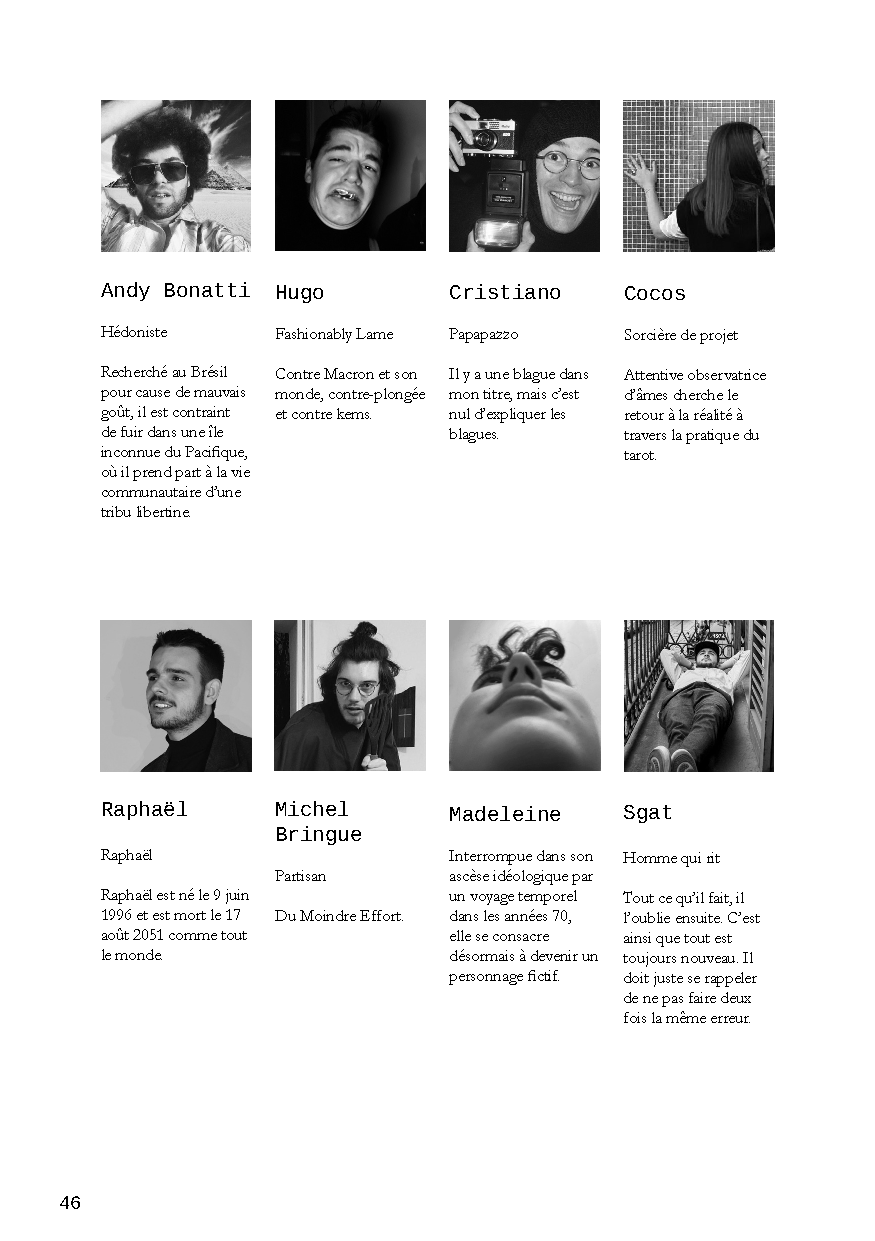 Andy Bonatti
Hédoniste
Recherché au Brésil
pour cause de mauvais
goût, il est contraint
de fuir dans une île
inconnue du Pacifique,
où il prend part à la vie
communautaire d'une
tribu libertine.
Hugo
Fashionably Lame
Contre Macron et son
monde, contre-plongée
et contre kems.
Cristiano
Papapazzo
Il y a une blague dans
mon titre, mais c'est
nul d'expliquer les
blagues.
Cocos
Sorcière de projet
Attentive observatrice
d'âmes cherche le
retour à la réalité à
travers la pratique du
tarot.
Raphaël
Raphaël
Raphaël est né le 9 juin
1996 et est mort le 17
août 2051 comme tout
le monde.
Michel
Bringue
Partisan
Du Moindre Effort.
Madeleine
Interrompue dans son
ascèse idéologique par
un voyage temporel
dans les années 70,
elle se consacre
désormais à devenir un
personnage fictif.
Sgat
Homme qui rit
Tout ce qu'il fait, il
l'oublie ensuite. C'est
ainsi que tout est
toujours nouveau. Il
doit juste se rappeler
de ne pas faire deux
fois la même erreur.
46